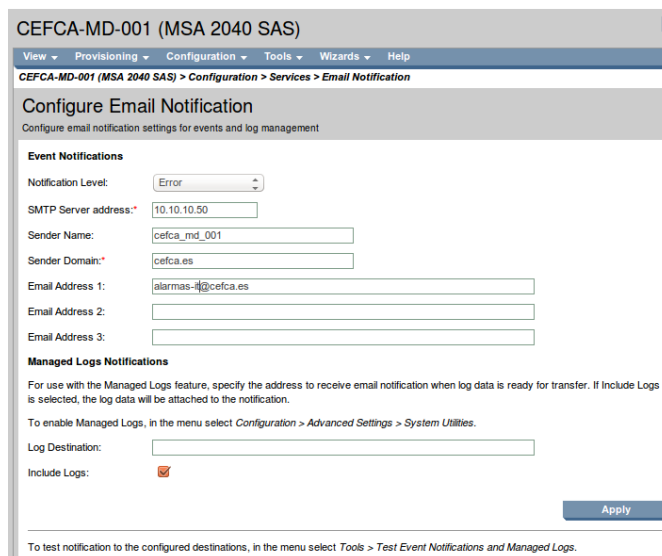 CEFCA-MD-001 (MSA 2040 SAS)
View Provisioning Configuration Tools Wizards Help
CEFCA-MD-001 (MSA 2040 SAS) > Configuration > Services > Email Notification
Configure Email Notification
Configure email notification settings for events and log management
Event Notifications
Notification Level: Error
SMTP Server address:* 10.10.10.50
Sender Name: cefca_md_001
Sender Domain:* cefca.es
Email Address 1: alarmas-it@cefca.es
Email Address 2:
Email Address 3:
Managed Logs Notifications
For use with the Managed Logs feature, specify the address to receive email notification when log data is ready for transfer. If Include Logs
is selected, the log data will be attached to the notification.
To enable Managed Logs, in the menu select Configuration > Advanced Settings > System Utilities.
Log Destination:
Include Logs:
Apply
To test notification to the configured destinations, in the menu select Tools > Test Event Notifications and Managed Logs.